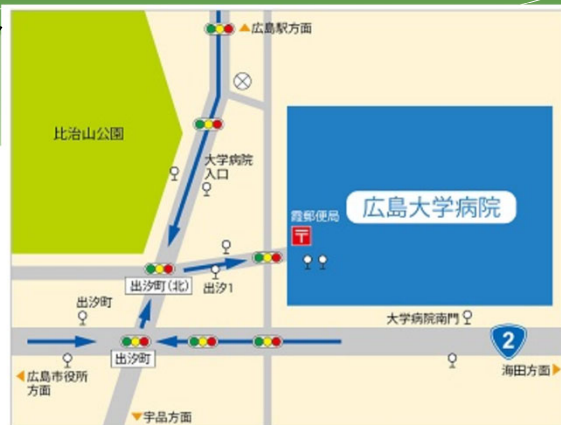 広島駅方面
比治山公園
大学病院
入口
霞郵便局
〒
広島大学病院
出汐町(北)
出汐1
出汐町
大学病院南門
2
出汐町
広島市役所
方面
海田方面
宇品方面